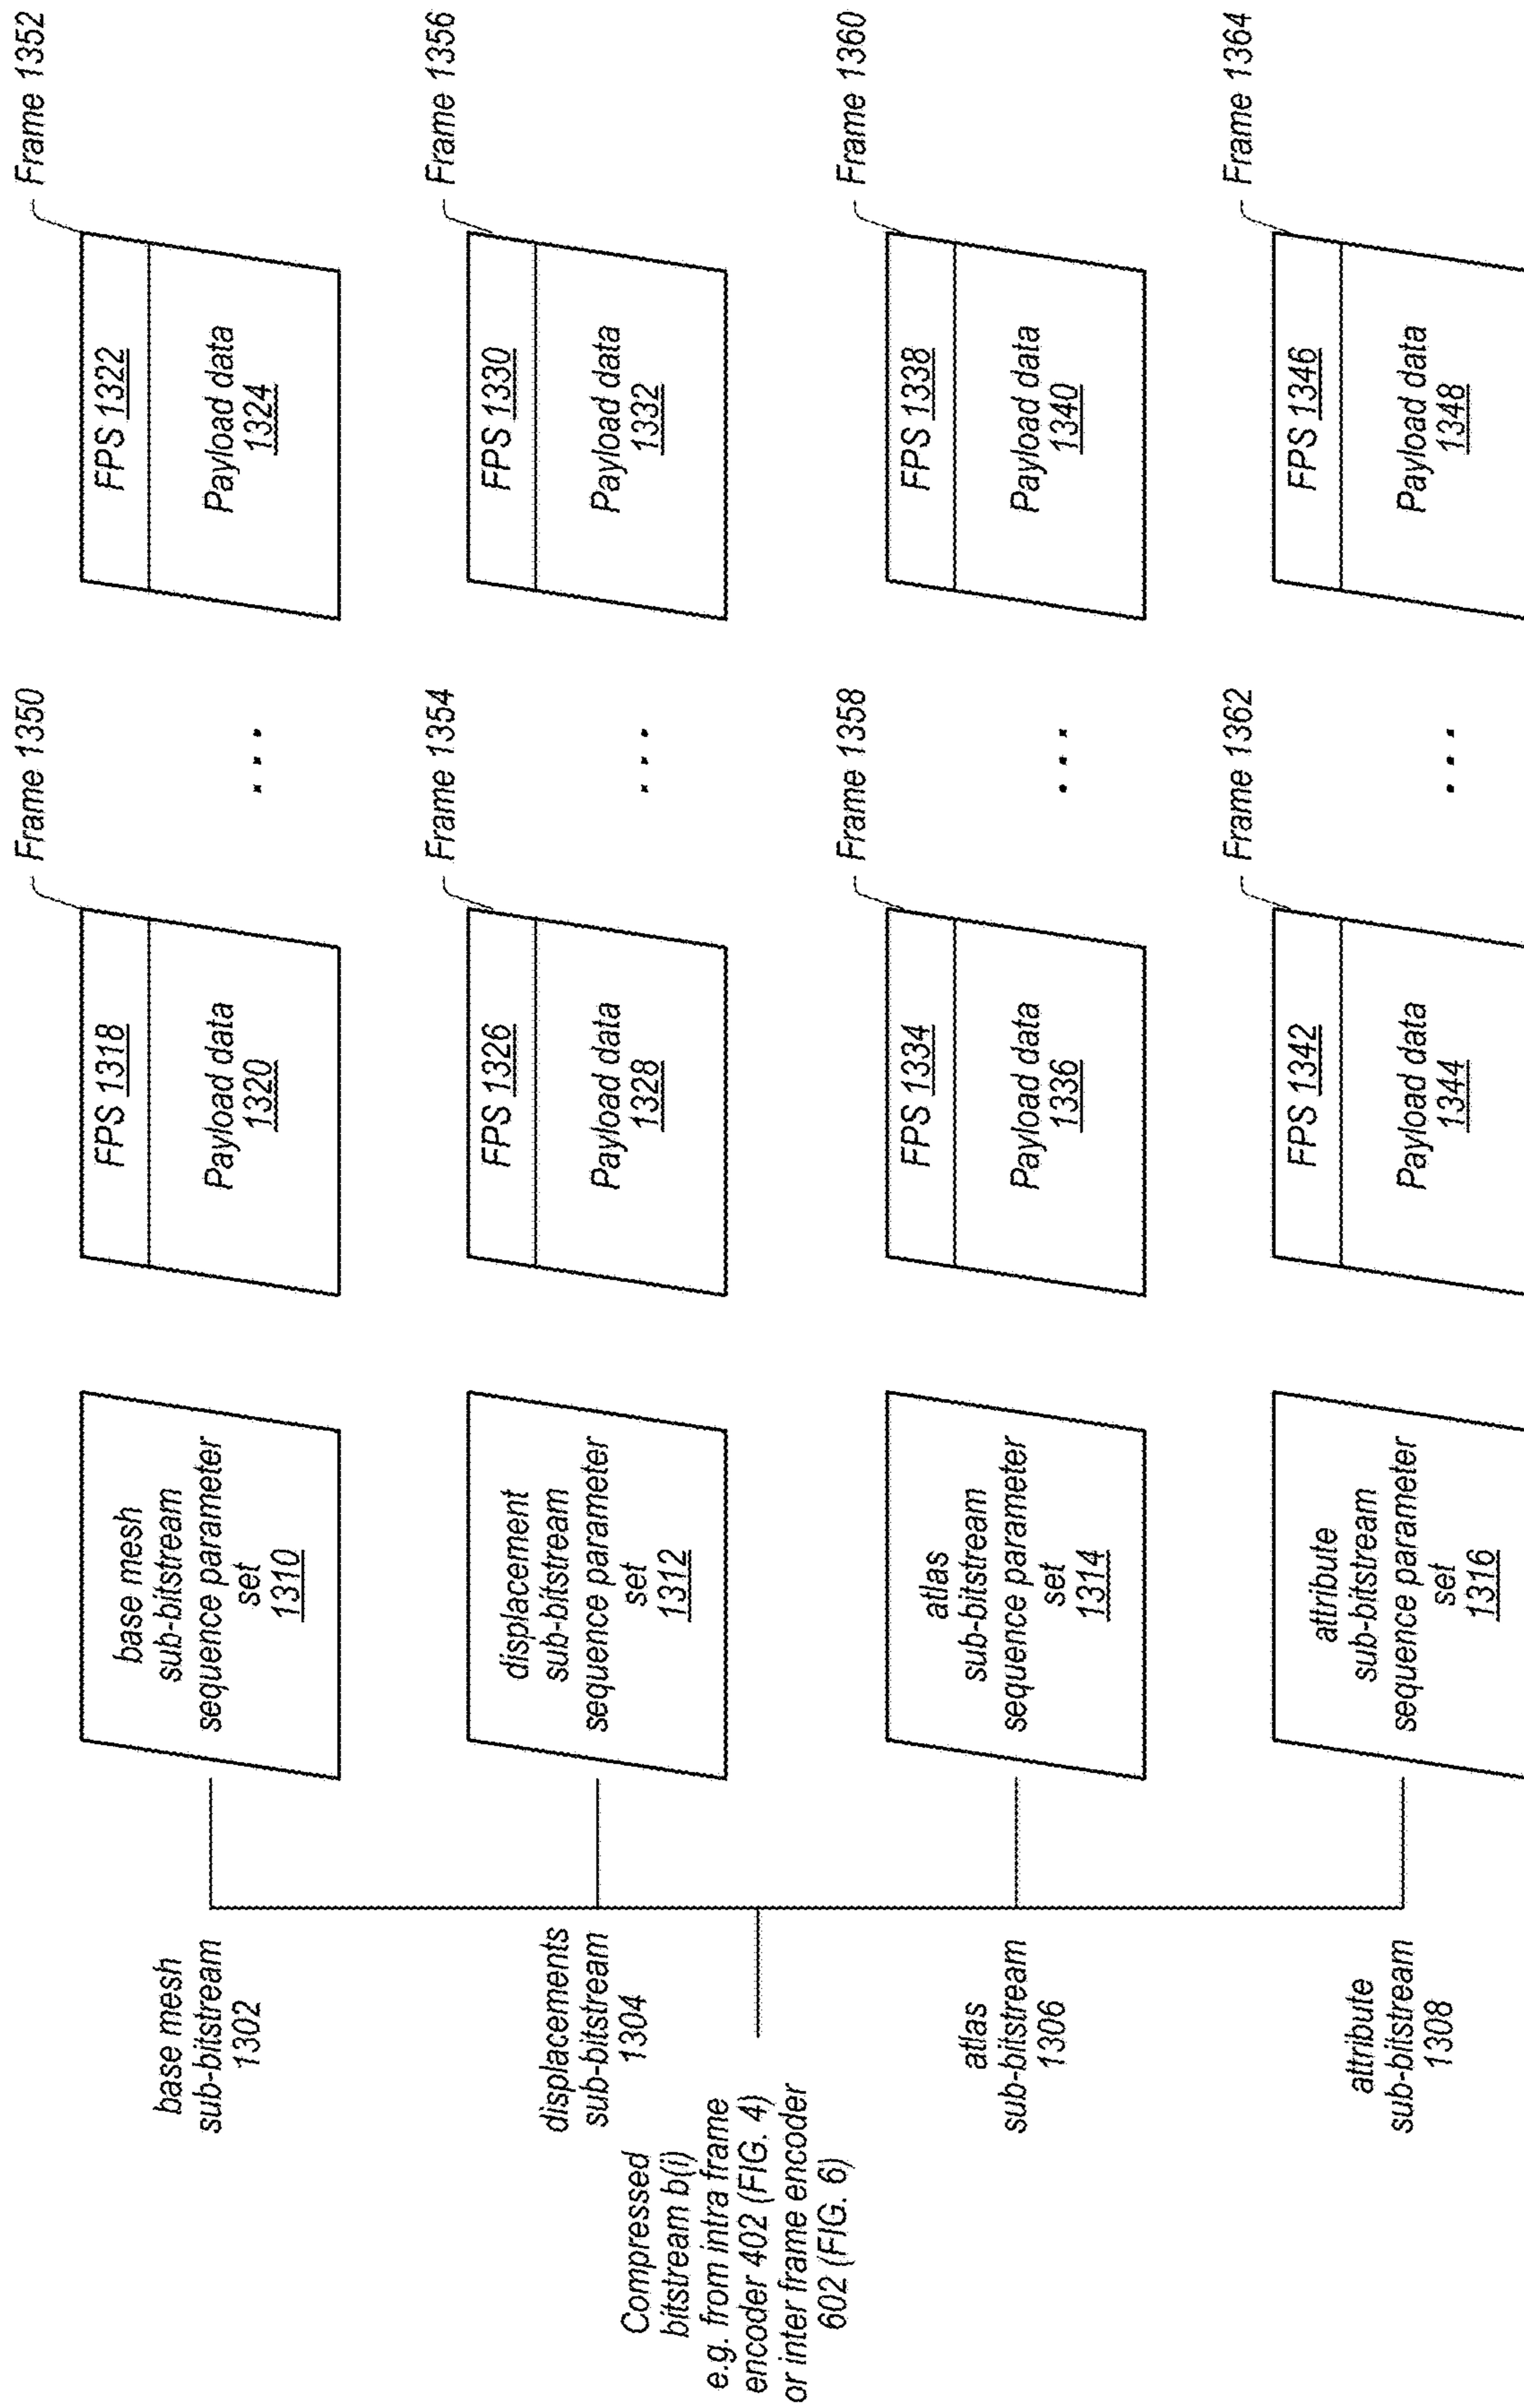 Compressed
bitstream b(i)
e.g. from intra frame
encoder 402 (FIG. 4)
or inter frame encoder
602 (FIG. 6)
base mesh
sub-bitstream
1302
base mesh
sub-bitstream
sequence parameter
set
1310
Frame 1350
FPS 1318
Payload data
1320
...
Frame 1352
FPS 1322
Payload data
1324
displacements
sub-bitstream
1304
displacement
sub-bitstream
sequence parameter
set
1312
Frame 1354
FPS 1326
Payload data
1328
...
Frame 1356
FPS 1330
Payload data
1332
atlas
sub-bitstream
1306
atlas
sub-bitstream
sequence parameter
set
1314
Frame 1358
FPS 1334
Payload data
1336
...
Frame 1360
FPS 1338
Payload data
1340
attribute
sub-bitstream
1308
attribute
sub-bitstream
sequence parameter
set
1316
Frame 1362
FPS 1342
Payload data
1344
...
Frame 1364
FPS 1346
Payload data
1348